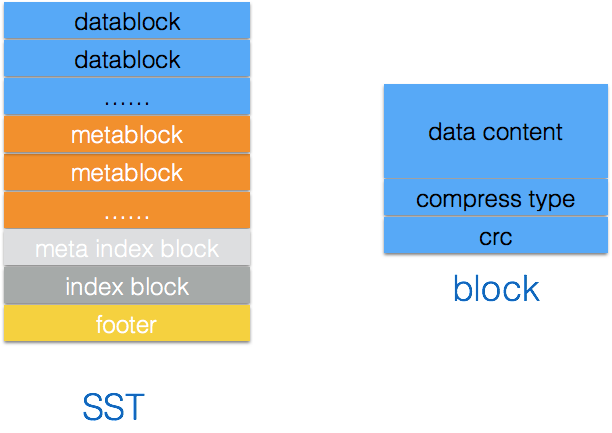 datablock
datablock
......
metablock
metablock
......
meta index block
index block
footer
SST
data content
compress type
crc
block